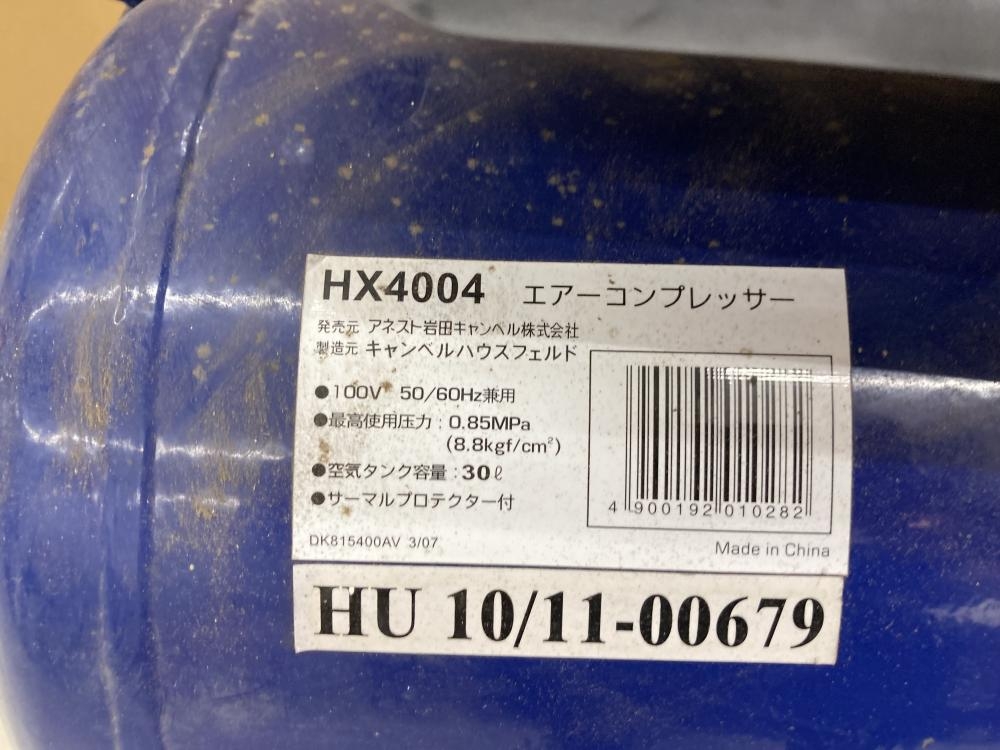 HX4004 エアーコンプレッサー
発売元 アネスト岩田キャンベル株式会社
製造元 キャンベルハウスフェルド
●100V 50/60Hz兼用
●最高使用圧力：0.85MPa
(8.8kgf/cm²)
●空気タンク容量：30ℓ
●サーマルプロテクター付
4 900192 010282
DK815400AV 3/07
Made in China
HU 10/11-00679